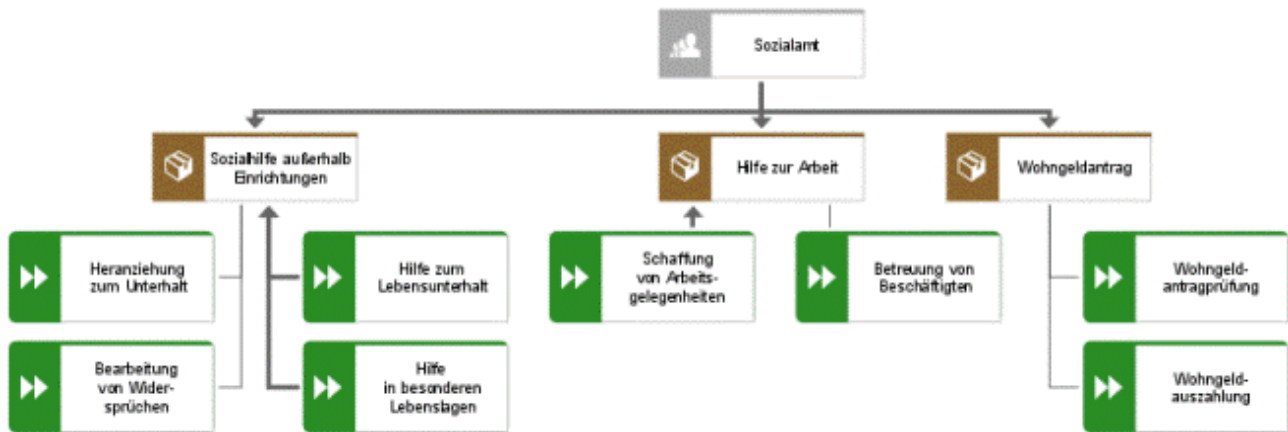 Sozialamt
Sozialhilfe außerhalb
Einrichtungen
Hilfe zur Arbeit
Wohngeldantrag
Heranziehung
zum Unterhalt
Hilfe zum
Lebensunterhalt
Schaffung
von Arbeits-
gelegenheiten
Betreuung von
Beschäftigten
Wohngeld-
antragprüfung
Bearbeitung
von Wider-
sprüchen
Hilfe
in besonderen
Lebenslagen
Wohngeld-
auszahlung